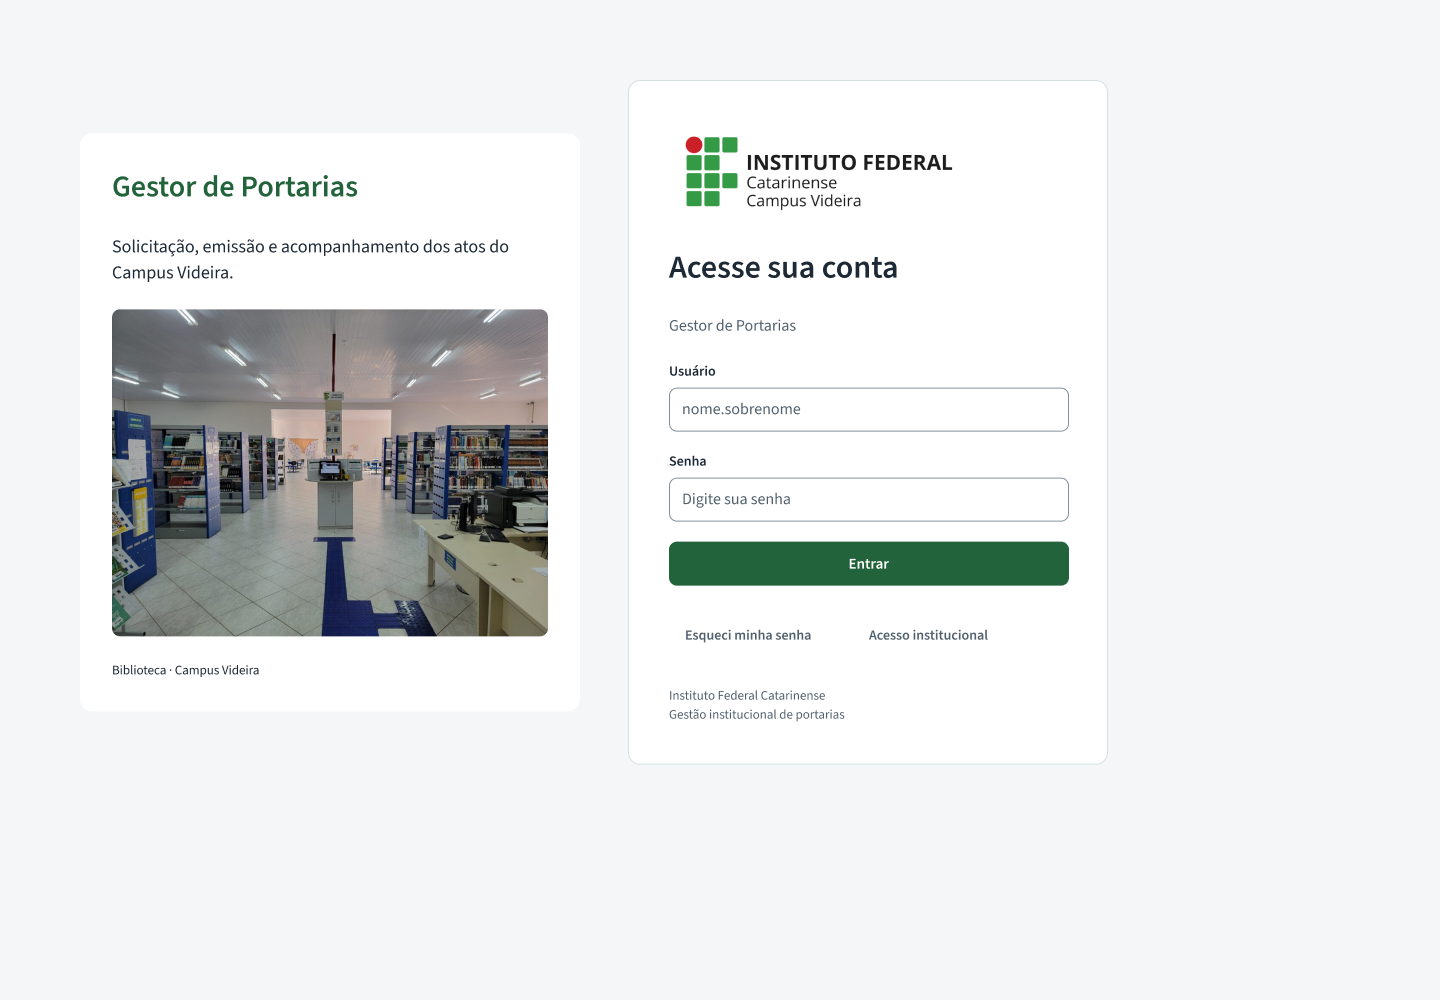 Gestor de Portarias
Solicitação, emissão e acompanhamento dos atos do
Campus Videira.
Biblioteca · Campus Videira
INSTITUTO FEDERAL
Catarinense
Campus Videira
Acesse sua conta
Gestor de Portarias
Usuário
nome.sobrenome
Senha
Digite sua senha
Entrar
Esqueci minha senha
Acesso institucional
Instituto Federal Catarinense
Gestão institucional de portarias